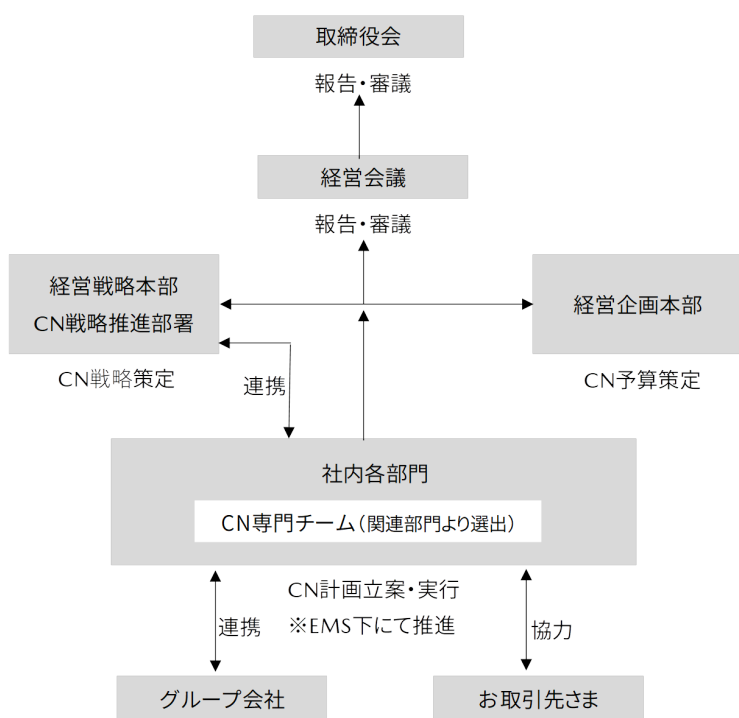 取締役会
報告・審議
経営会議
報告・審議
経営戦略本部
CN戦略推進部署
経営企画本部
CN戦略策定
連携
CN予算策定
社内各部門
CN専門チーム（関連部門より選出）
CN計画立案・実行
※EMS下にて推進
連携
協力
グループ会社
お取引先さま